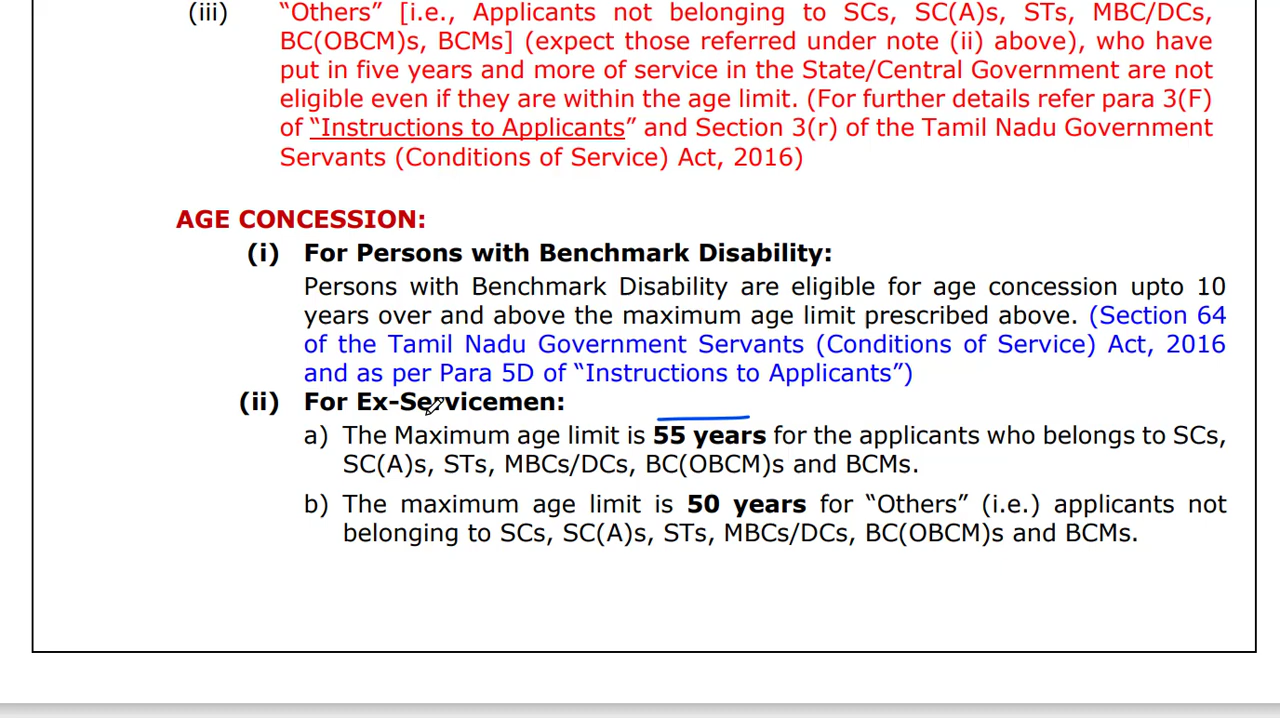 (iii) “Others” [i.e., Applicants not belonging to SCs, SC(A)s, STs, MBC/DCs,
BC(OBCM)s, BCMs] (expect those referred under note (ii) above), who have
put in five years and more of service in the State/Central Government are not
eligible even if they are within the age limit. (For further details refer para 3(F)
of “Instructions to Applicants” and Section 3(r) of the Tamil Nadu Government
Servants (Conditions of Service) Act, 2016)
AGE CONCESSION:
(i) For Persons with Benchmark Disability:
Persons with Benchmark Disability are eligible for age concession upto 10
years over and above the maximum age limit prescribed above. (Section 64
of the Tamil Nadu Government Servants (Conditions of Service) Act, 2016
and as per Para 5D of “Instructions to Applicants”)
(ii) For Ex-Servicemen:
a) The Maximum age limit is 55 years for the applicants who belongs to SCs,
SC(A)s, STs, MBCs/DCs, BC(OBCM)s and BCMs.
b) The maximum age limit is 50 years for “Others” (i.e.) applicants not
belonging to SCs, SC(A)s, STs, MBCs/DCs, BC(OBCM)s and BCMs.